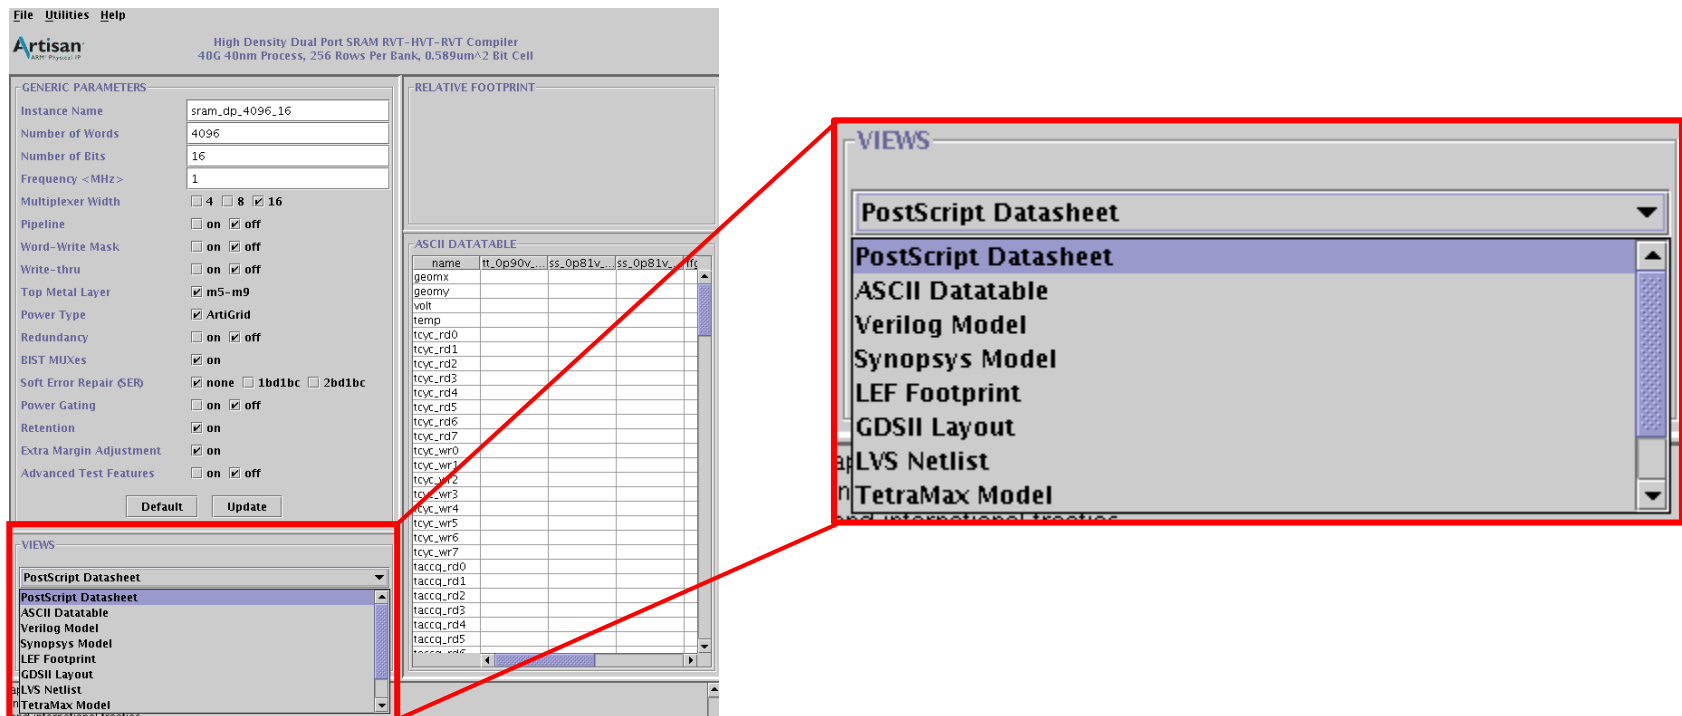 File Utilities Help
Artisan
ARM Physical IP
High Density Dual Port SRAM RVT-HVT-RVT Compiler
40G 40nm Process, 256 Rows Per Bank, 0.589um^2 Bit Cell
GENERIC PARAMETERS
Instance Name sram_dp_4096_16
Number of Words 4096
Number of Bits 16
Frequency <MHz> 1
Multiplexer Width 4 8 16
Pipeline on off
Word-Write Mask on off
Write-thru on off
Top Metal Layer m5-m9
Power Type ArtiGrid
Redundancy on off
BIST MUXes on
Soft Error Repair (SER) none 1bd1bc 2bd1bc
Power Gating on off
Retention on
Extra Margin Adjustment on
Advanced Test Features on off
Default Update
VIEWS
PostScript Datasheet
PostScript Datasheet
ASCII Datatable
Verilog Model
Synopsys Model
LEF Footprint
GDSII Layout
LVS Netlist
TetraMax Model
RELATIVE FOOTPRINT
ASCII DATATABLE
name tt_0p90v_... ss_0p81v_... ss_0p81v_...
geomx
geomy
volt
temp
tcyc_rd0
tcyc_rd1
tcyc_rd2
tcyc_rd3
tcyc_rd4
tcyc_rd5
tcyc_rd6
tcyc_rd7
tcyc_wr0
tcyc_wr1
tcyc_wr2
tcyc_wr3
tcyc_wr4
tcyc_wr5
tcyc_wr6
tcyc_wr7
taccq_rd0
taccq_rd1
taccq_rd2
taccq_rd3
taccq_rd4
taccq_rd5
VIEWS
PostScript Datasheet
PostScript Datasheet
ASCII Datatable
Verilog Model
Synopsys Model
LEF Footprint
GDSII Layout
LVS Netlist
TetraMax Model